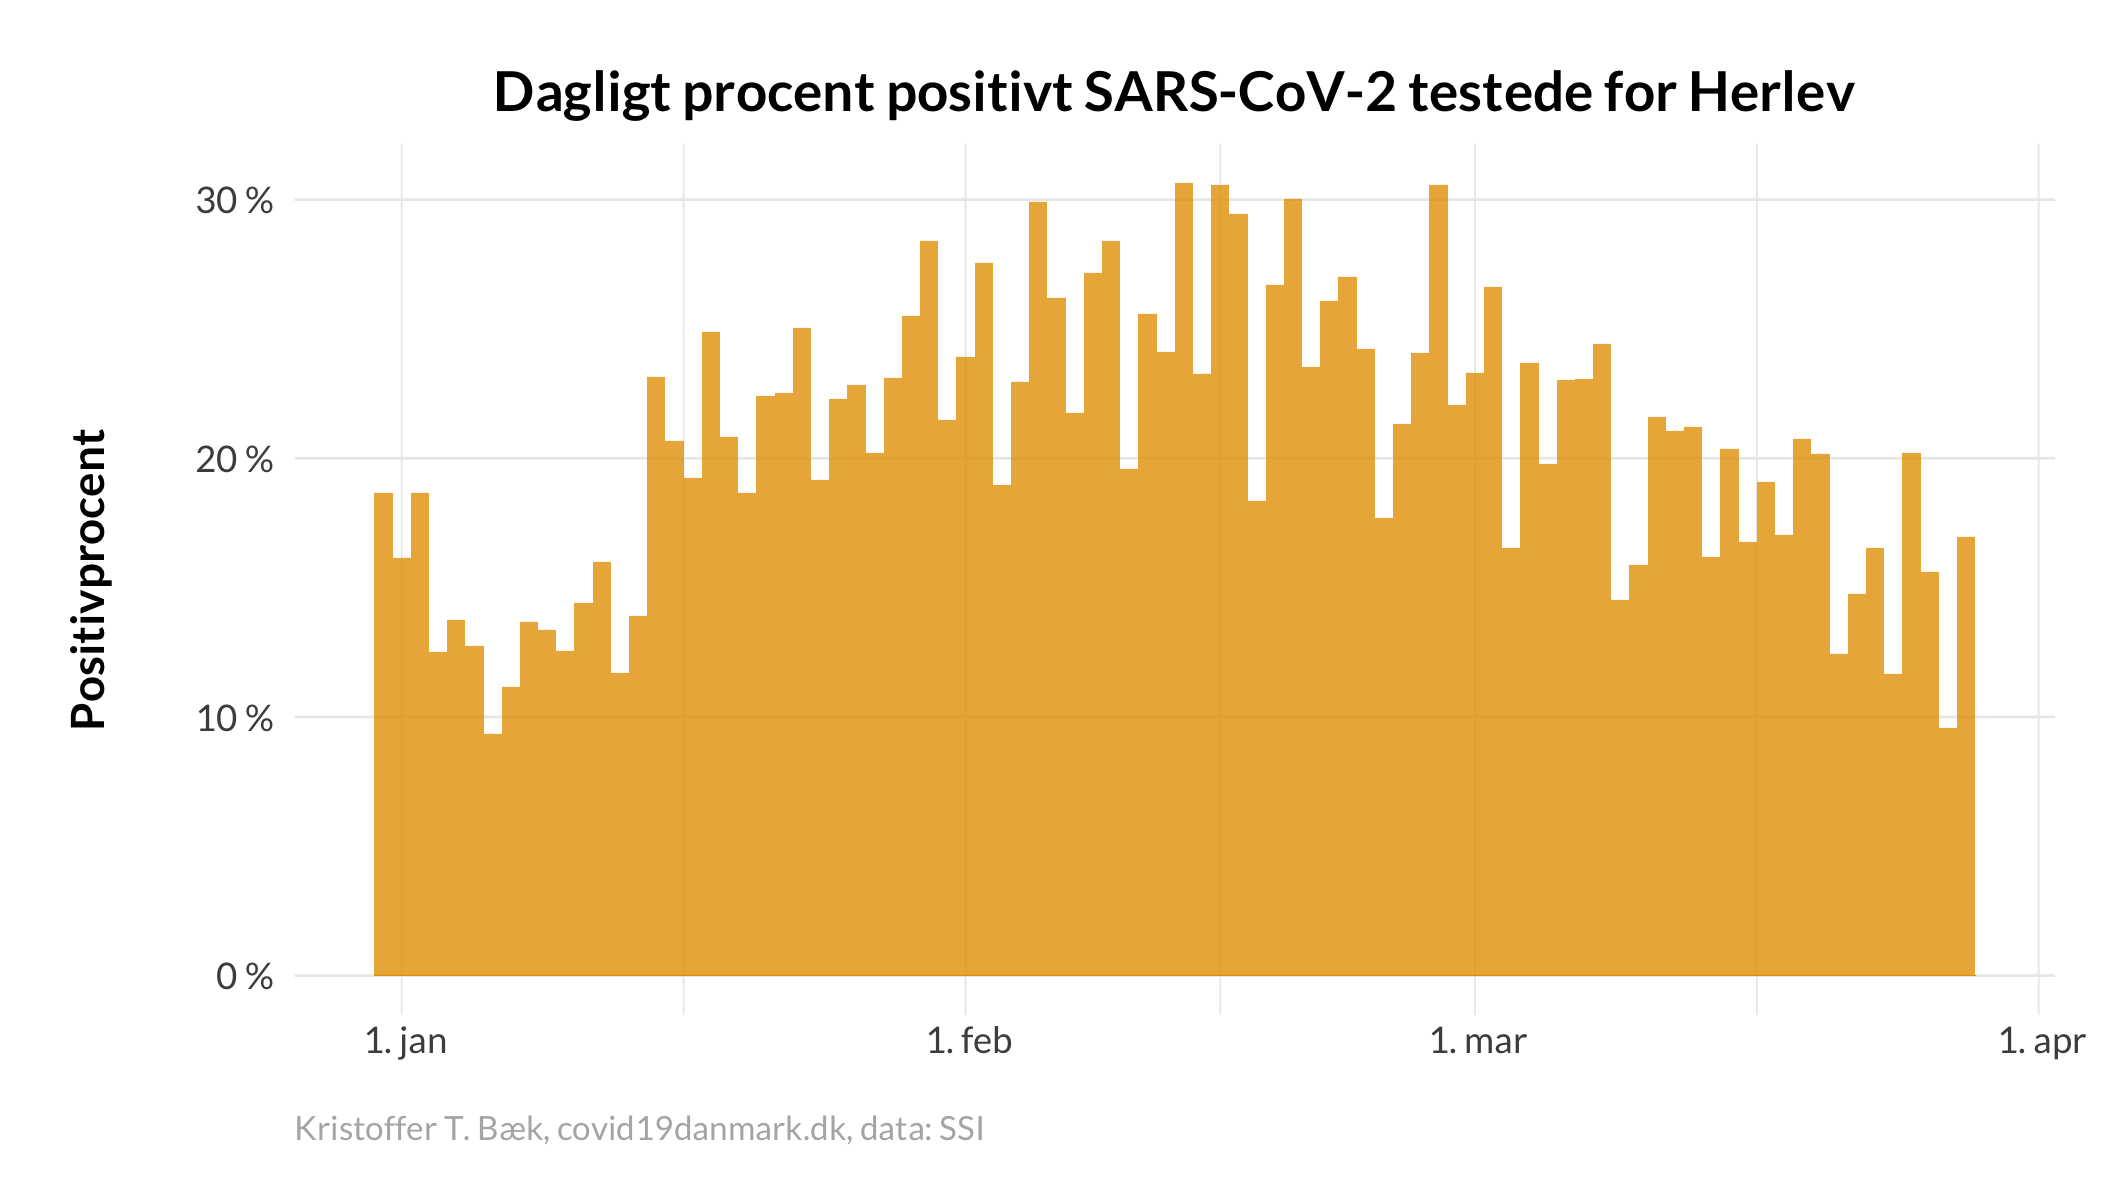 Dagligt procent positivt SARS-CoV-2 testede for Herlev
Positivprocent
30 %
20 %
10 %
0 %
1. jan
1. feb
1. mar
1. apr
Kristoffer T. Bæk, covid19danmark.dk, data: SSI